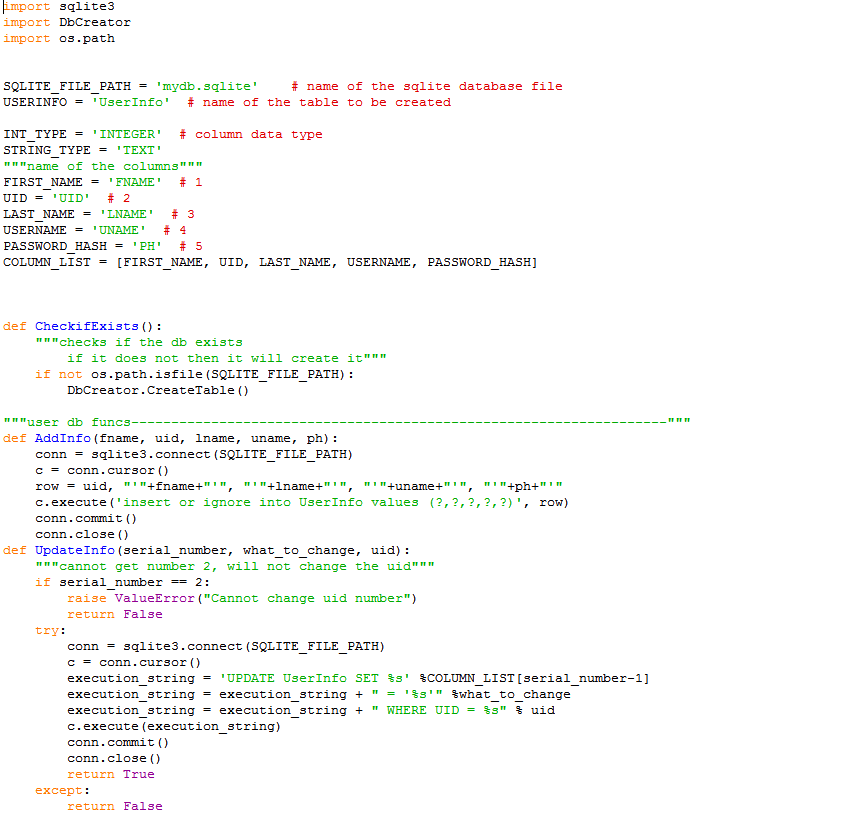 import sqlite3
import DbCreator
import os.path
SQLITE_FILE_PATH = 'mydb.sqlite'    # name of the sqlite database file
USERINFO = 'UserInfo'  # name of the table to be created
INT_TYPE = 'INTEGER'  # column data type
STRING_TYPE = 'TEXT'
"""name of the columns"""
FIRST_NAME = 'FNAME'  # 1
UID = 'UID'  # 2
LAST_NAME = 'LNAME'  # 3
USERNAME = 'UNAME'  # 4
PASSWORD_HASH = 'PH'  # 5
COLUMN_LIST = [FIRST_NAME, UID, LAST_NAME, USERNAME, PASSWORD_HASH]
def CheckifExists():
    """checks if the db exists
        if it does not then it will create it"""
    if not os.path.isfile(SQLITE_FILE_PATH):
        DbCreator.CreateTable()
"""user db funcs-------------------------------------------------------------------"""
def AddInfo(fname, uid, lname, uname, ph):
    conn = sqlite3.connect(SQLITE_FILE_PATH)
    c = conn.cursor()
    row = uid, "'"+fname+"'", "'"+lname+"'", "'"+uname+"'", "'"+ph+"'"
    c.execute('insert or ignore into UserInfo values (?,?,?,?,?)', row)
    conn.commit()
    conn.close()
def UpdateInfo(serial_number, what_to_change, uid):
    """cannot get number 2, will not change the uid"""
    if serial_number == 2:
        raise ValueError("Cannot change uid number")
        return False
    try:
        conn = sqlite3.connect(SQLITE_FILE_PATH)
        c = conn.cursor()
        execution_string = 'UPDATE UserInfo SET %s' %COLUMN_LIST[serial_number-1]
        execution_string = execution_string + " = '%s'" %what_to_change
        execution_string = execution_string + " WHERE UID = %s" % uid
        c.execute(execution_string)
        conn.commit()
        conn.close()
        return True
    except:
        return False